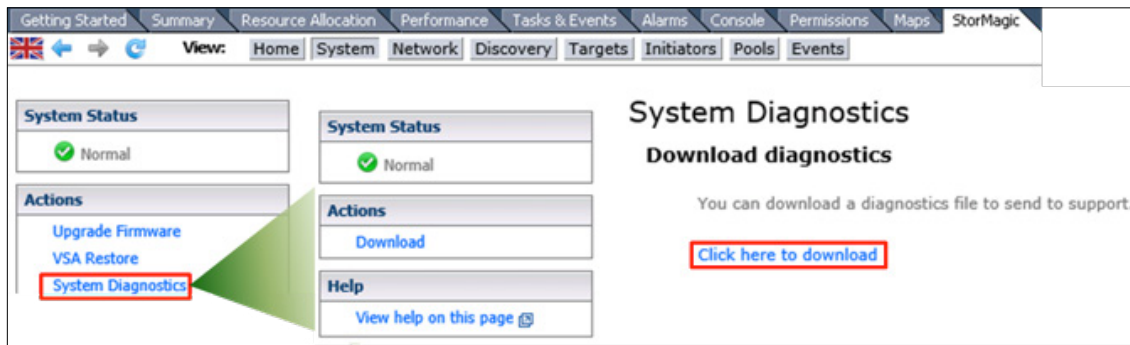 Getting Started Summary Resource Allocation Performance Tasks & Events Alarms Console Permissions Maps StorMagic
View: Home System Network Discovery Targets Initiators Pools Events
System Status
Normal
Actions
Upgrade Firmware
VSA Restore
System Diagnostics
System Status
Normal
Actions
Download
Help
View help on this page
System Diagnostics
Download diagnostics
You can download a diagnostics file to send to support
Click here to download